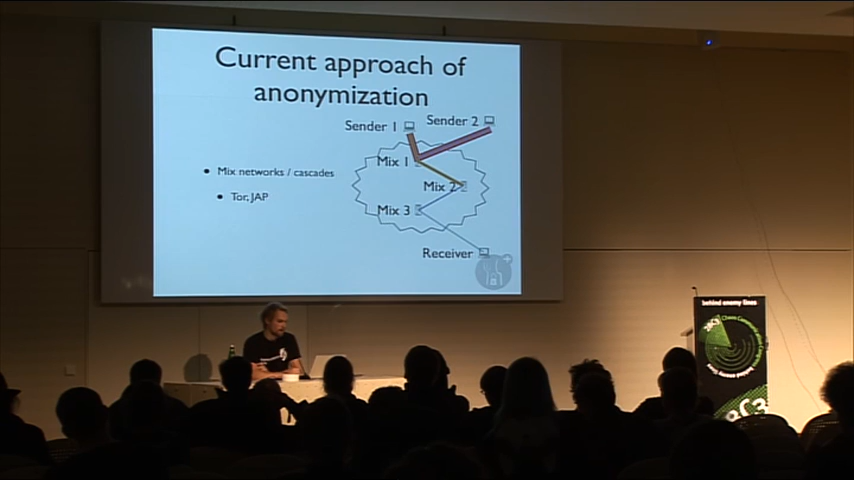 Current approach of
anonymization
Sender 1
Sender 2
Mix 1
Mix networks / cascades
Mix 2
Tor, JAP
Mix 3
Receiver
behind enemy lines